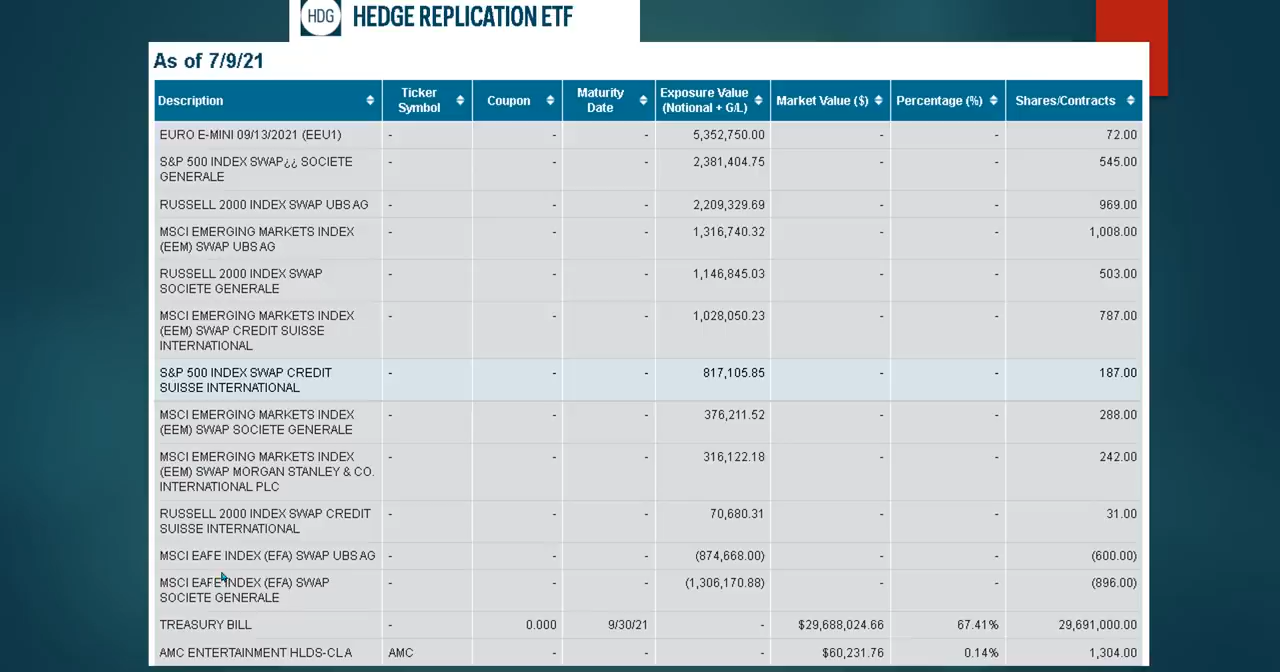 HDG HEDGE REPLICATION ETF
As of 7/9/21
Description Ticker Symbol Coupon Maturity Date Exposure Value (Notional + G/L) Market Value ($) Percentage (%) Shares/Contracts
EURO E-MINI 09/13/2021 (EEU1) - - - 5,352,750.00 - - 72.00
S&P 500 INDEX SWAP¿¿ SOCIETE - - - 2,381,404.75 - - 545.00
GENERALE
RUSSELL 2000 INDEX SWAP UBS AG - - - 2,209,329.69 - - 969.00
MSCI EMERGING MARKETS INDEX - - - 1,316,740.32 - - 1,008.00
(EEM) SWAP UBS AG
RUSSELL 2000 INDEX SWAP - - - 1,146,845.03 - - 503.00
SOCIETE GENERALE
MSCI EMERGING MARKETS INDEX - - - 1,028,050.23 - - 787.00
(EEM) SWAP CREDIT SUISSE
INTERNATIONAL
S&P 500 INDEX SWAP CREDIT - - - 817,105.85 - - 187.00
SUISSE INTERNATIONAL
MSCI EMERGING MARKETS INDEX - - - 376,211.52 - - 288.00
(EEM) SWAP SOCIETE GENERALE
MSCI EMERGING MARKETS INDEX - - - 316,122.18 - - 242.00
(EEM) SWAP MORGAN STANLEY & CO.
INTERNATIONAL PLC
RUSSELL 2000 INDEX SWAP CREDIT - - - 70,680.31 - - 31.00
SUISSE INTERNATIONAL
MSCI EAFE INDEX (EFA) SWAP UBS AG - - - (874,668.00) - - (600.00)
MSCI EAFE INDEX (EFA) SWAP - - - (1,306,170.88) - - (896.00)
SOCIETE GENERALE
TREASURY BILL - 0.000 9/30/21 - $29,688,024.66 67.41% 29,691,000.00
AMC ENTERTAINMENT HLDS-CLA AMC - - - $60,231.76 0.14% 1,304.00